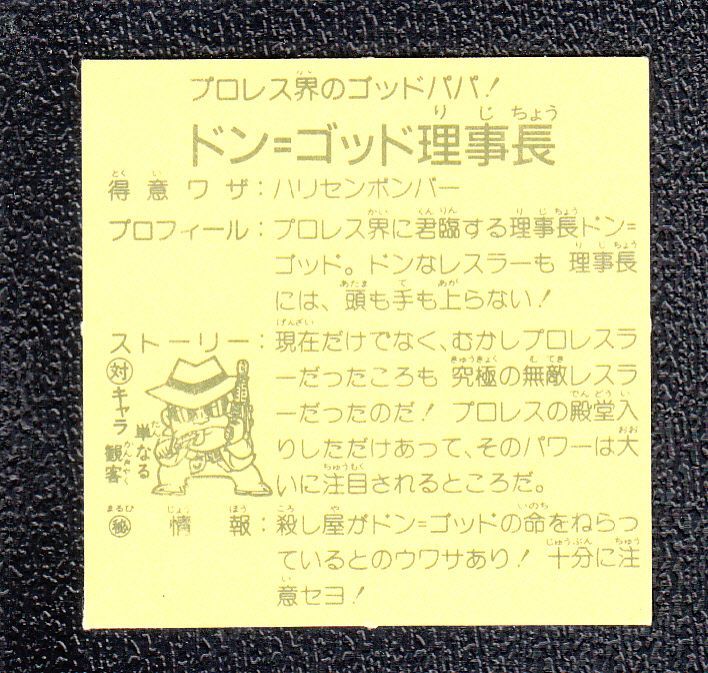 プロレス界のゴッドパパ!
ドン=ゴッド理事長
得意ワザ:ハリセンボンバー
プロフィール:プロレス界に君臨する理事長ドン=
ゴッド。ドンなレスラーも 理事長
には、頭も手も上らない!
ストーリー:現在だけでなく、むかしプロレスラ
ーだったころも 究極の無敵レスラ
ーだったのだ! プロレスの殿堂入
りしただけあって、そのパワーは大
いに注目されるところだ。
対キャラ
単なる
観客
㊙情報:殺し屋がドン=ゴッドの命をねらっ
ているとのウワサあり! 十分に注
意セヨ!